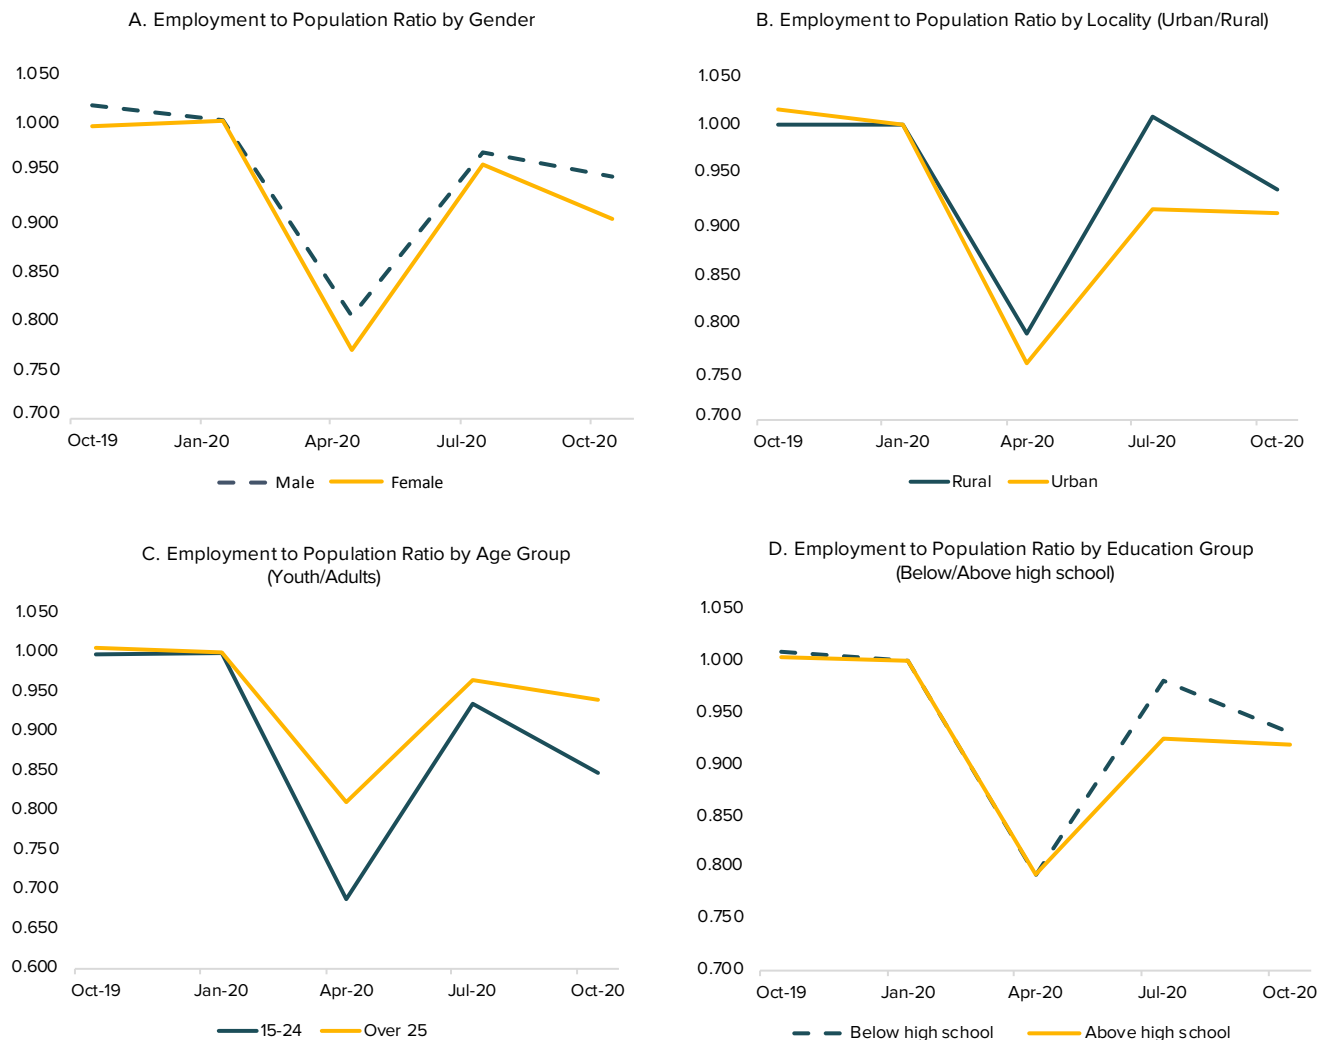 A. Employment to Population Ratio by Gender
1.050
1.000
0.950
0.900
0.850
0.800
0.750
0.700
Oct-19 Jan-20 Apr-20 Jul-20 Oct-20
Male Female
B. Employment to Population Ratio by Locality (Urban/Rural)
1.050
1.000
0.950
0.900
0.850
0.800
0.750
0.700
Oct-19 Jan-20 Apr-20 Jul-20 Oct-20
Rural Urban
C. Employment to Population Ratio by Age Group
(Youth/Adults)
1.050
1.000
0.950
0.900
0.850
0.800
0.750
0.700
0.650
0.600
Oct-19 Jan-20 Apr-20 Jul-20 Oct-20
15-24 Over 25
D. Employment to Population Ratio by Education Group
(Below/Above high school)
1.050
1.000
0.950
0.900
0.850
0.800
0.750
0.700
Oct-19 Jan-20 Apr-20 Jul-20 Oct-20
Below high school Above high school